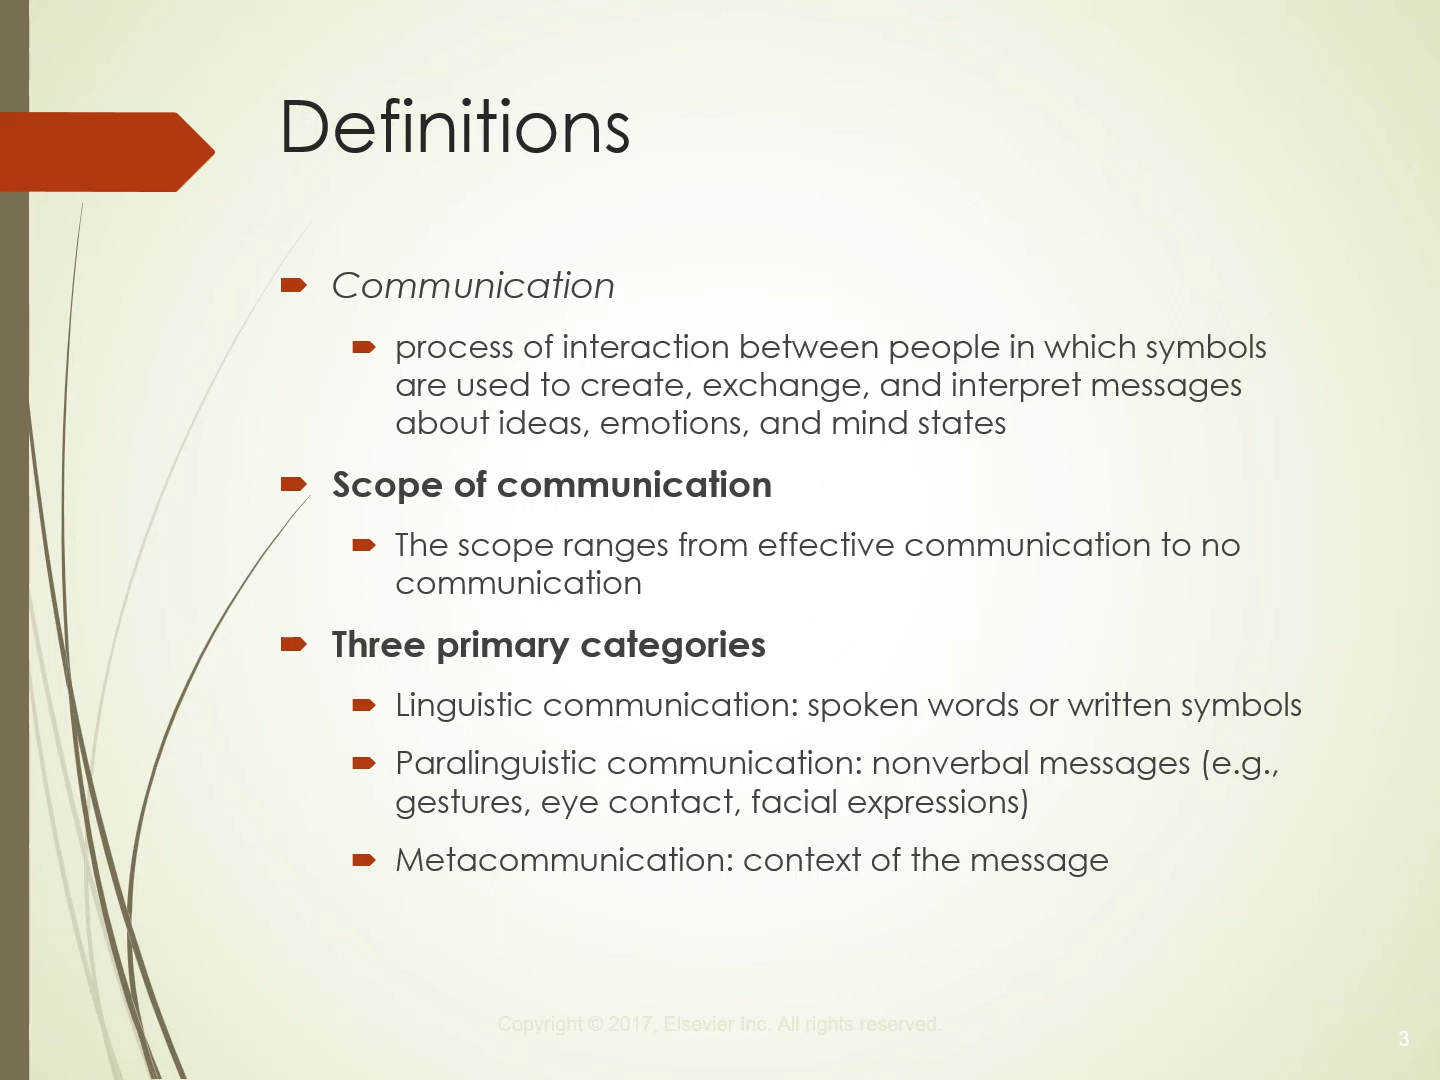 Definitions
Communication
process of interaction between people in which symbols
are used to create, exchange, and interpret messages
about ideas, emotions, and mind states
Scope of communication
The scope ranges from effective communication to no
communication
Three primary categories
Linguistic communication: spoken words or written symbols
Paralinguistic communication: nonverbal messages (e.g.,
gestures, eye contact, facial expressions)
Metacommunication: context of the message
Copyright © 2017, Elsevier Inc. All rights reserved.
3